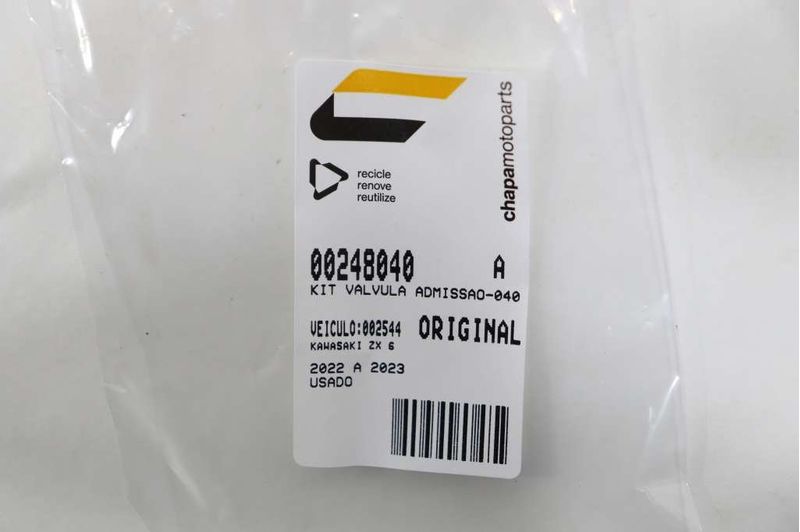 chapamotoparts
recicle
renove
reutilize
00248040 A
KIT VALVULA ADMISSAO-040
VEICULO:002544 ORIGINAL
KAWASAKI ZX 6
2022 A 2023
USADO